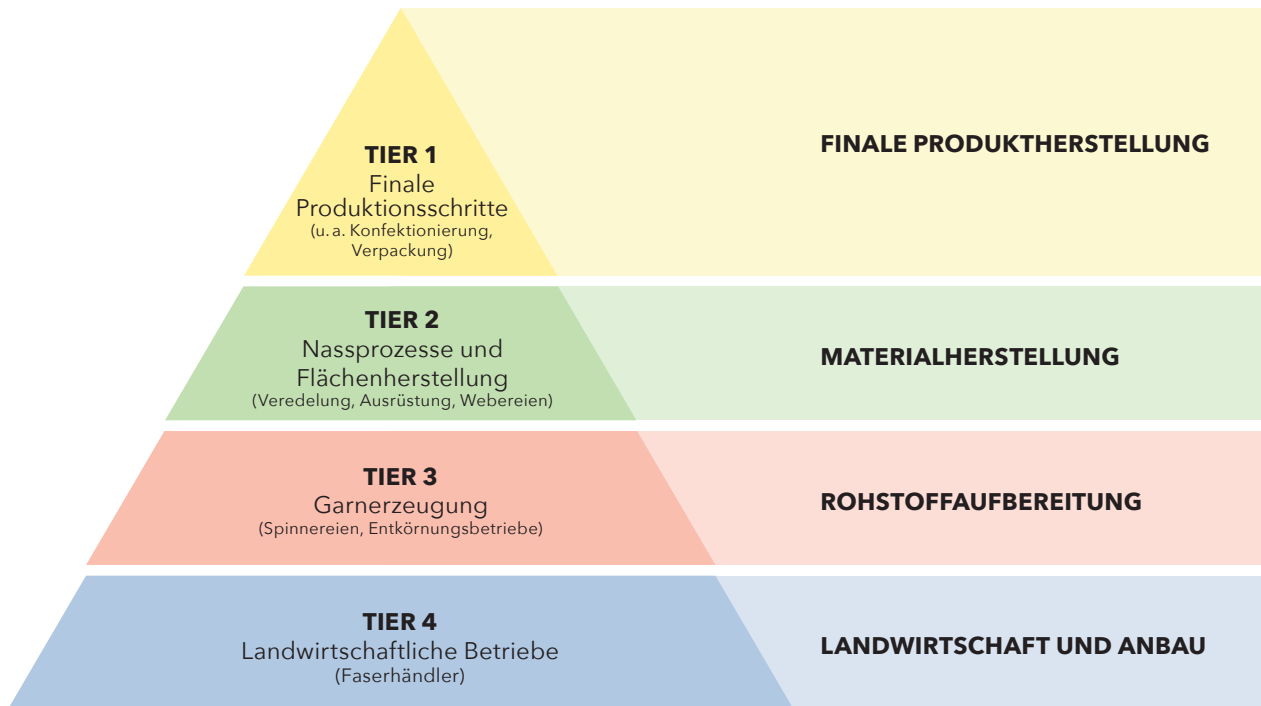 TIER 1
Finale
Produktionsschritte
(u. a. Konfektionierung,
Verpackung)
FINALE PRODUKTHERSTELLUNG
TIER 2
Nassprozesse und
Flächenherstellung
(Veredelung, Ausrüstung, Webereien)
MATERIALHERSTELLUNG
TIER 3
Garnerzeugung
(Spinnereien, Entkörnungsbetriebe)
ROHSTOFFAUFBEREITUNG
TIER 4
Landwirtschaftliche Betriebe
(Faserhändler)
LANDWIRTSCHAFT UND ANBAU